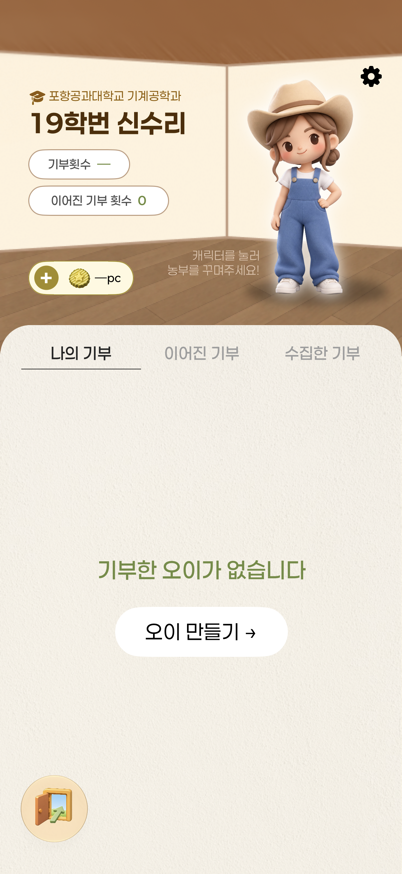 포항공과대학교 기계공학과
19학번 신수리
기부횟수 —
이어진 기부 횟수 0
—pc
캐릭터를 눌러
농부를 꾸며주세요!
나의 기부
이어진 기부
수집한 기부
기부한 오이가 없습니다
오이 만들기 →